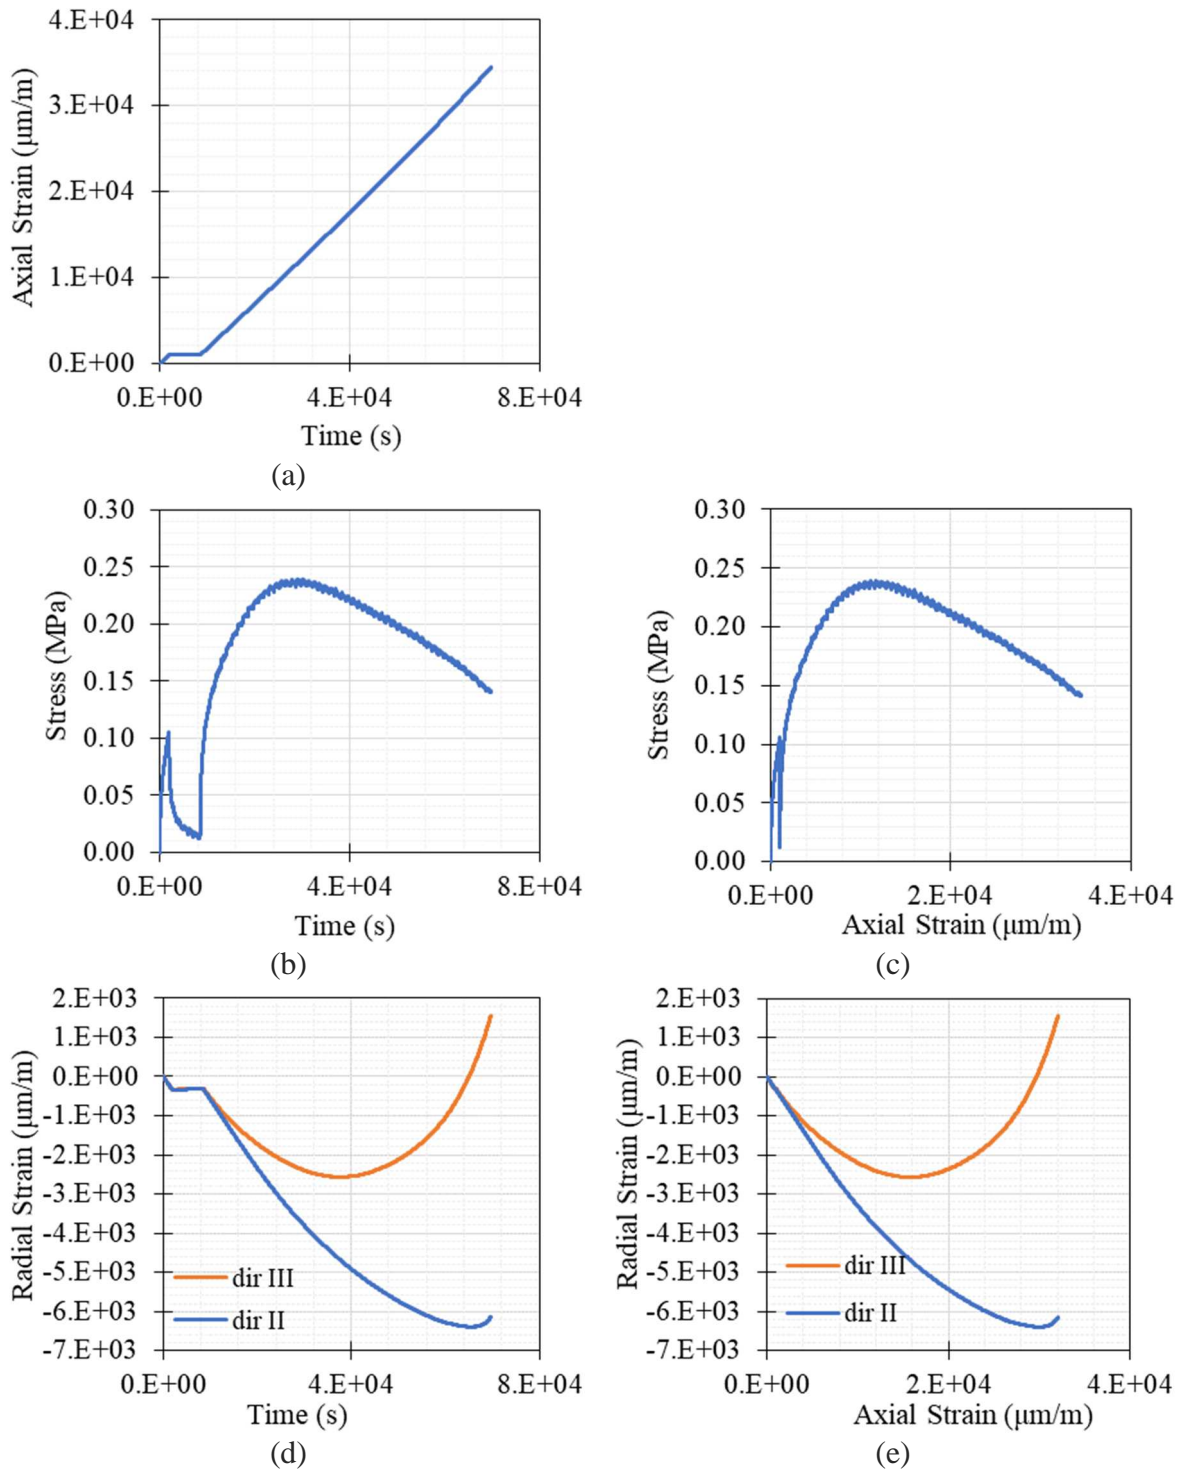 4.E+04
3.E+04
2.E+04
1.E+04
0.E+00
Axial Strain (μm/m)
0.E+00 4.E+04 8.E+04
Time (s)
(a)
0.30
0.25
0.20
0.15
0.10
0.05
0.00
Stress (MPa)
0.E+00 4.E+04 8.E+04
Time (s)
(b)
0.30
0.25
0.20
0.15
0.10
0.05
0.00
Stress (MPa)
0.E+00 2.E+04 4.E+04
Axial Strain (μm/m)
(c)
2.E+03
1.E+03
0.E+00
-1.E+03
-2.E+03
-3.E+03
-4.E+03
-5.E+03
-6.E+03
-7.E+03
Radial Strain (μm/m)
dir III
dir II
0.E+00 4.E+04 8.E+04
Time (s)
(d)
2.E+03
1.E+03
0.E+00
-1.E+03
-2.E+03
-3.E+03
-4.E+03
-5.E+03
-6.E+03
-7.E+03
Radial Strain (μm/m)
dir III
dir II
0.E+00 2.E+04 4.E+04
Axial Strain (μm/m)
(e)